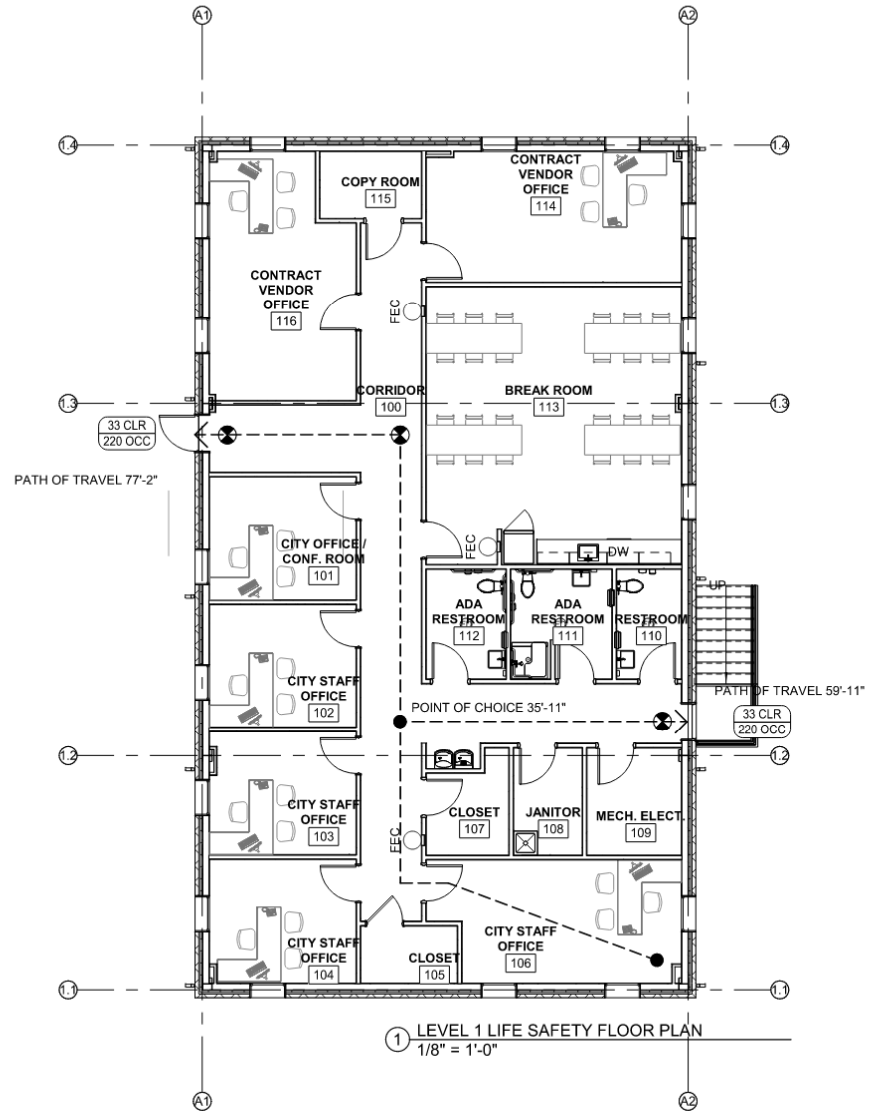 A1
A2
1.4
1.4
COPY ROOM
115
CONTRACT
VENDOR
OFFICE
114
CONTRACT
VENDOR
OFFICE
116
FEC
CORRIDOR
100
BREAK ROOM
113
1.3
1.3
33 CLR
220 OCC
PATH OF TRAVEL 77'-2"
CITY OFFICE /
CONF. ROOM
101
FEC
DW
UP
ADA
RESTROOM
112
ADA
RESTROOM
111
RESTROOM
110
CITY STAFF
OFFICE
102
PATH OF TRAVEL 59'-11"
POINT OF CHOICE 35'-11"
33 CLR
220 OCC
1.2
1.2
CITY STAFF
OFFICE
103
FEC
CLOSET
107
JANITOR
108
MECH. ELECT.
109
CITY STAFF
OFFICE
104
CLOSET
105
CITY STAFF
OFFICE
106
1.1
1.1
1
LEVEL 1 LIFE SAFETY FLOOR PLAN
1/8" = 1'-0"
A1
A2